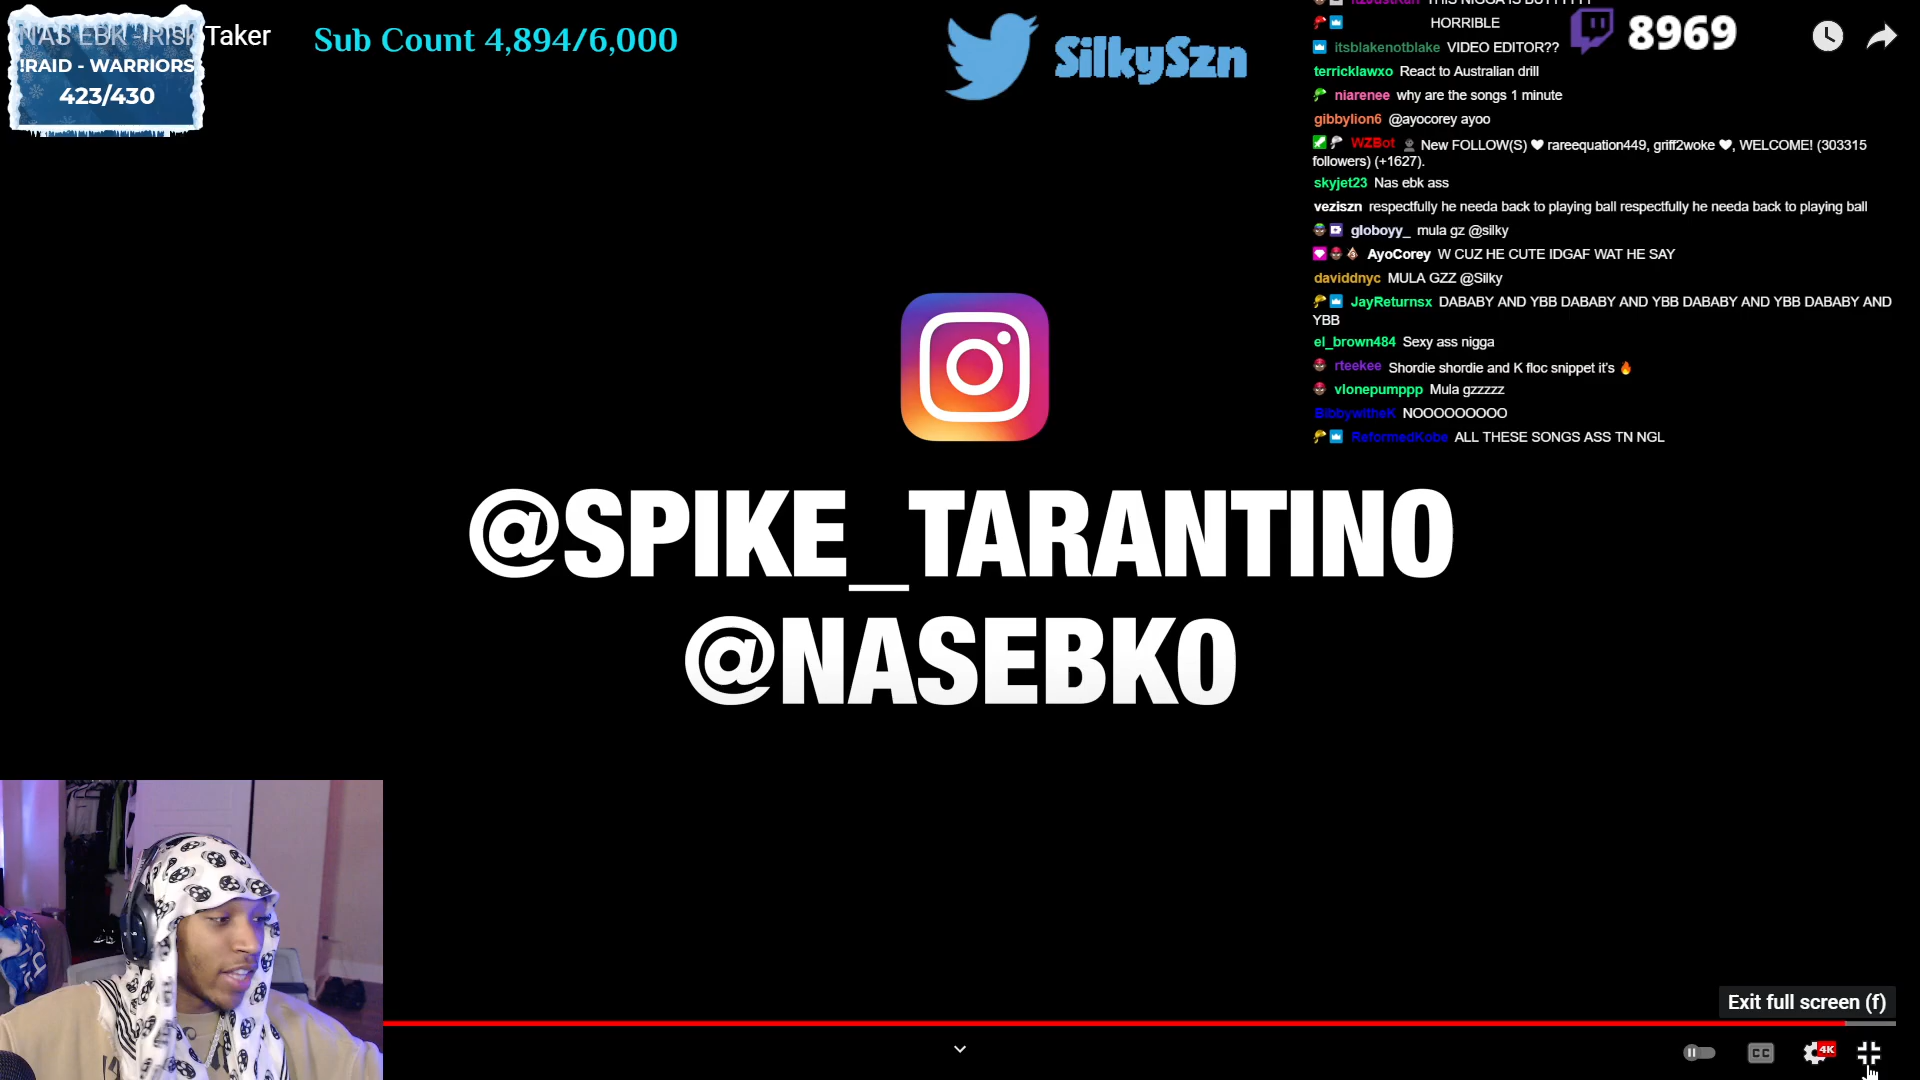 NAS EBK - Risk Taker
!RAID - WARRIORS
423/430
Sub Count 4,894/6,000
SilkySzn
8969
HORRIBLE
itsblakenotblake VIDEO EDITOR??
terricklawxo React to Australian drill
niarenee why are the songs 1 minute
gibbylion6 @ayocorey ayoo
WZBot New FOLLOW(S) ♥ rareequation449, griff2woke ♥, WELCOME! (303315
followers) (+1627).
skyjet23 Nas ebk ass
veziszn respectfully he needa back to playing ball respectfully he needa back to playing ball
globoyy_ mula gz @silky
AyoCorey W CUZ HE CUTE IDGAF WAT HE SAY
daviddnyc MULA GZZ @Silky
JayReturnsx DABABY AND YBB DABABY AND YBB DABABY AND YBB DABABY AND
YBB
el_brown484 Sexy ass nigga
rteekee Shordie shordie and K floc snippet it's 🔥
vlonepumppp Mula gzzzzz
BibbywitheK NOOOOOOOOO
ReformedKobe ALL THESE SONGS ASS TN NGL
@SPIKE_TARANTINO
@NASEBKO
Exit full screen (f)
CC
4K